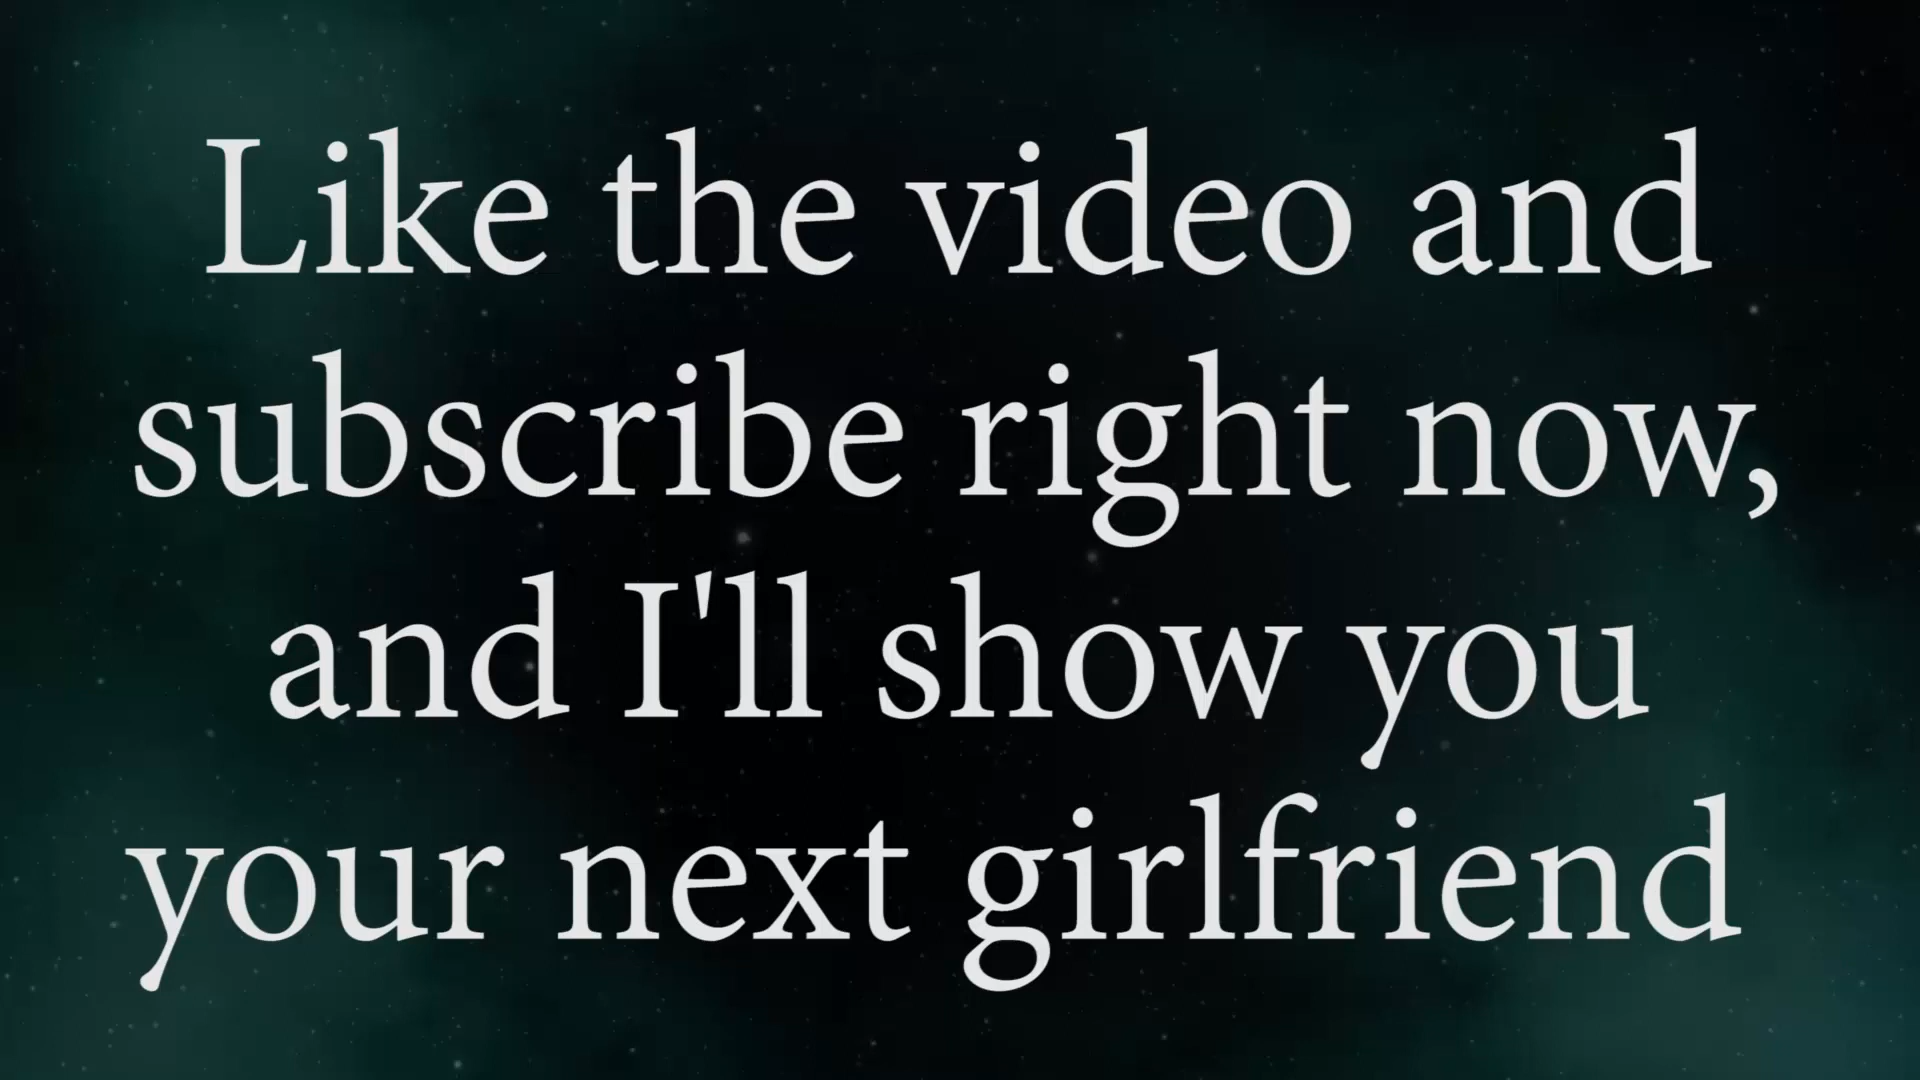 Like the video and
subscribe right now,
and I'll show you
your next girlfriend